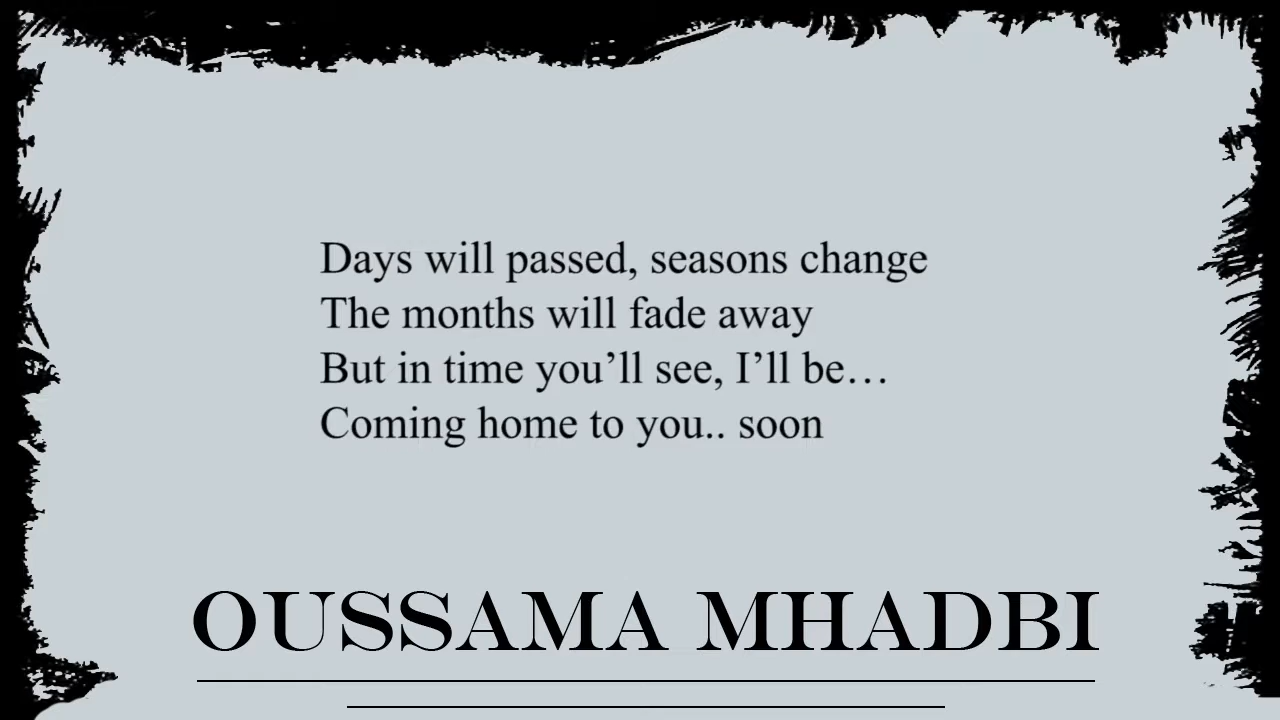 Days will passed, seasons change
The months will fade away
But in time you’ll see, I’ll be…
Coming home to you.. soon
OUSSAMA MHADBI